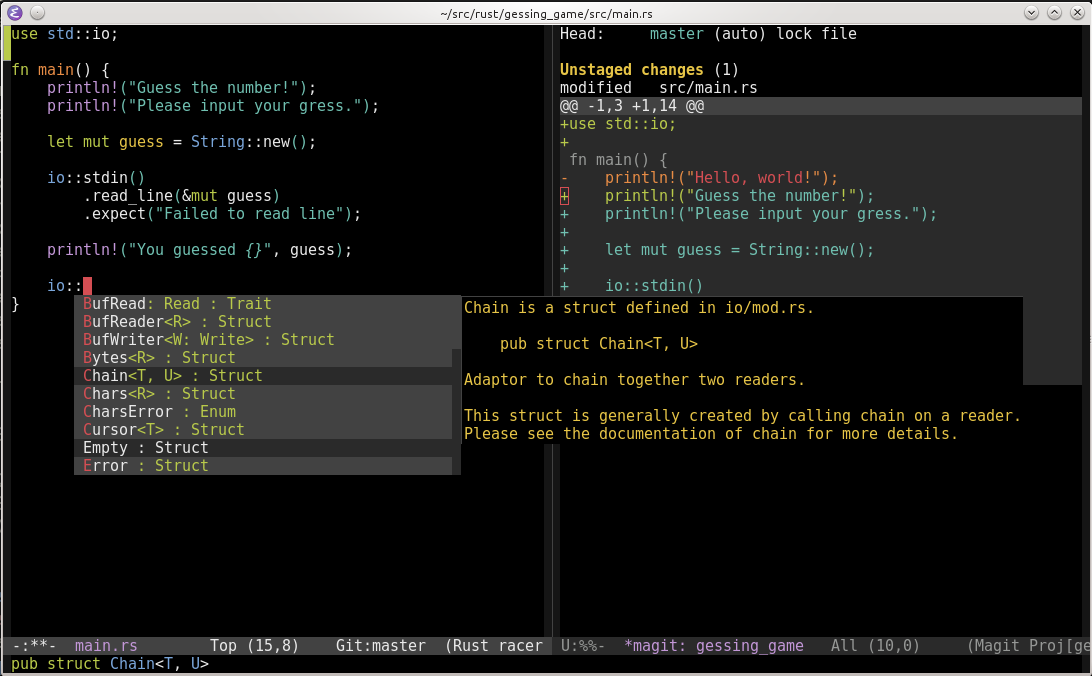 ~/src/rust/gessing_game/src/main.rs
use std::io;
fn main() {
    println!("Guess the number!");
    println!("Please input your gress.");
    let mut guess = String::new();
    io::stdin()
        .read_line(&mut guess)
        .expect("Failed to read line");
    println!("You guessed {}", guess);
    io::
}
BufRead: Read : Trait
BufReader<R> : Struct
BufWriter<W: Write> : Struct
Bytes<R> : Struct
Chain<T, U> : Struct
Chars<R> : Struct
CharsError : Enum
Cursor<T> : Struct
Empty : Struct
Error : Struct
Chain is a struct defined in io/mod.rs.
    pub struct Chain<T, U>
Adaptor to chain together two readers.
This struct is generally created by calling chain on a reader.
Please see the documentation of chain for more details.
-:**-  main.rs        Top (15,8)    Git:master  (Rust racer
Head:     master (auto) lock file
Unstaged changes (1)
modified   src/main.rs
@@ -1,3 +1,14 @@
+use std::io;
+
 fn main() {
-    println!("Hello, world!");
+    println!("Guess the number!");
+    println!("Please input your gress.");
+
+    let mut guess = String::new();
+
+    io::stdin()
U:%%-  *magit: gessing_game   All (10,0)     (Magit Proj[ge
pub struct Chain<T, U>